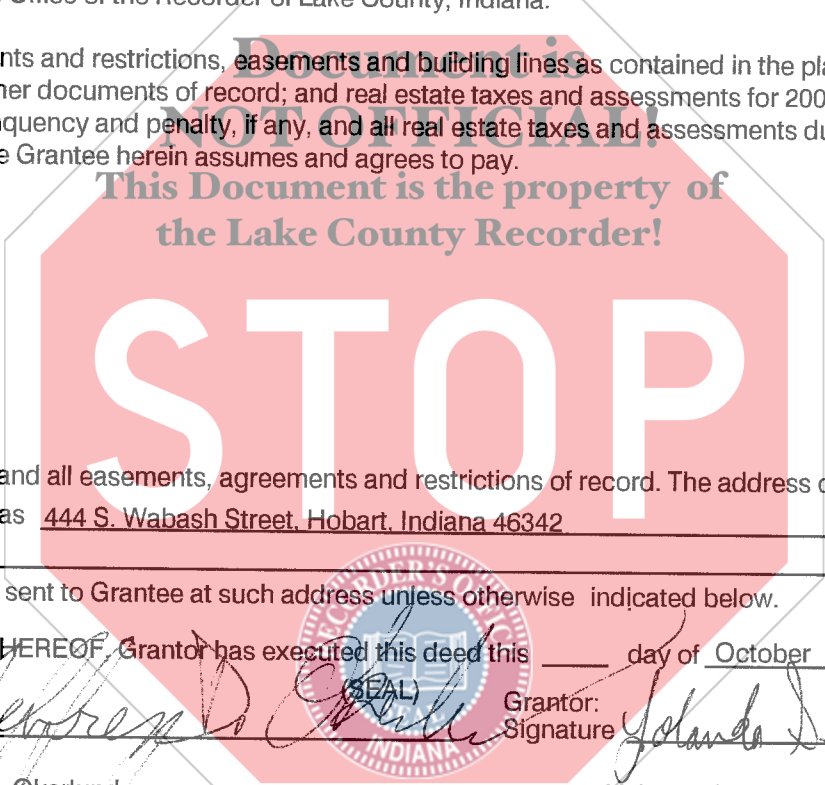 Office of the Recorder of Lake County, Indiana.
Document is
nts and restrictions, easements and building lines as contained in the pla
her documents of record; and real estate taxes and assessments for 200
NOT OFFICIAL!
quency and penalty, if any, and all real estate taxes and assessments du
e Grantee herein assumes and agrees to pay.
This Document is the property of
the Lake County Recorder!
STOP
and all easements, agreements and restrictions of record. The address o
as 444 S. Wabash Street, Hobart, Indiana 46342
sent to Grantee at such address unless otherwise indicated below.
HEREOF, Grantor has executed this deed this ____ day of October
(SEAL)
Grantor:
Signature Yolanda S
RECORDER'S OFFIC
SEAL
INDIANA